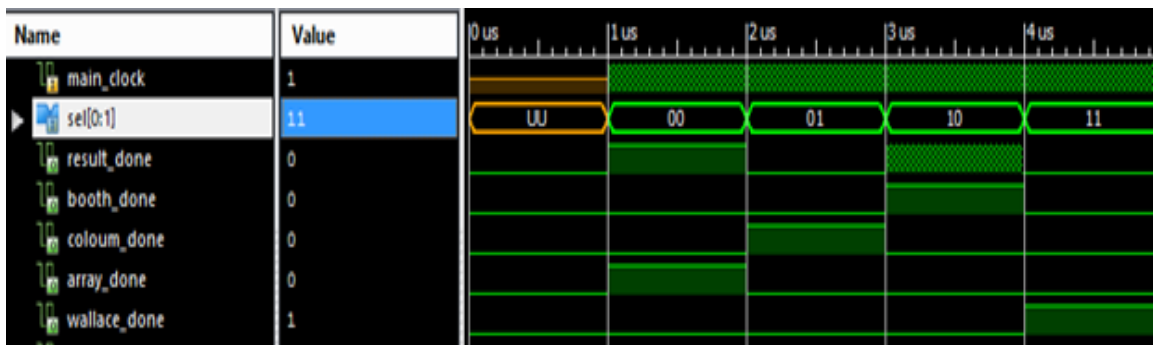 Name Value 0 us 1 us 2 us 3 us 4 us
main_clock 1
sel[0:1] 11 UU 00 01 10 11
result_done 0
booth_done 0
coloum_done 0
array_done 0
wallace_done 1